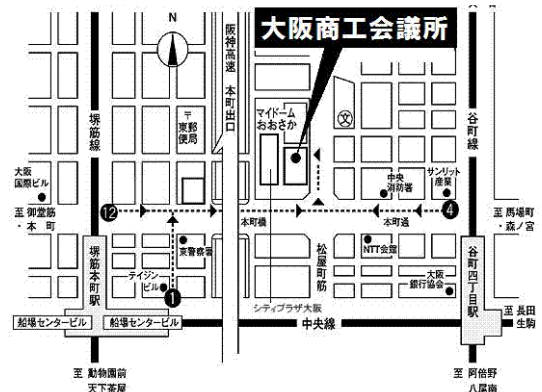 N
大阪商工会議所
阪神高速 本町出口
堺筋線
谷町線
〒
東郵便局
マイドーム
おおさか
文
大阪
国際ビル
中央
消防署
サンリット
産業
至 御堂筋
・本 町
12
本町橋
本町通
4
至 馬場町
・森ノ宮
堺筋本町駅
東警察署
松屋町筋
NTT会館
谷町四丁目駅
テイジン
ビル
1
大阪
銀行協会
シティプラザ大阪
至 長田
生駒
船場センタービル
船場センタービル
中央線
至 動物園前
天下茶屋
至 阿倍野
八尾南